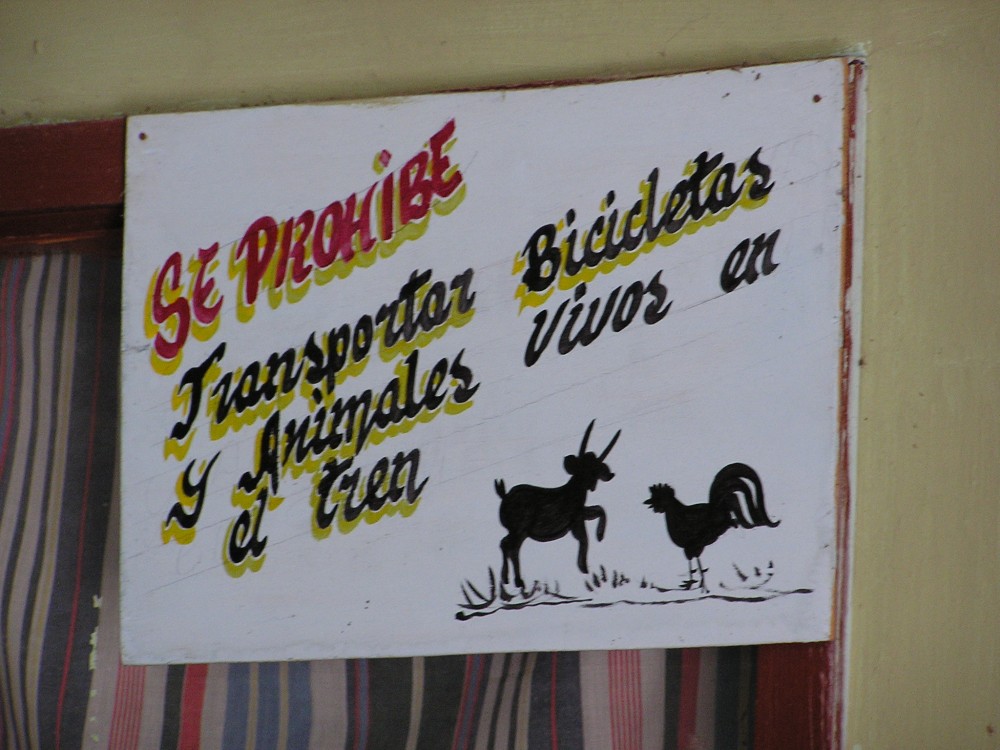 SE PROHIBE
Transportar Bicicletas
y Animales vivos en
el tren